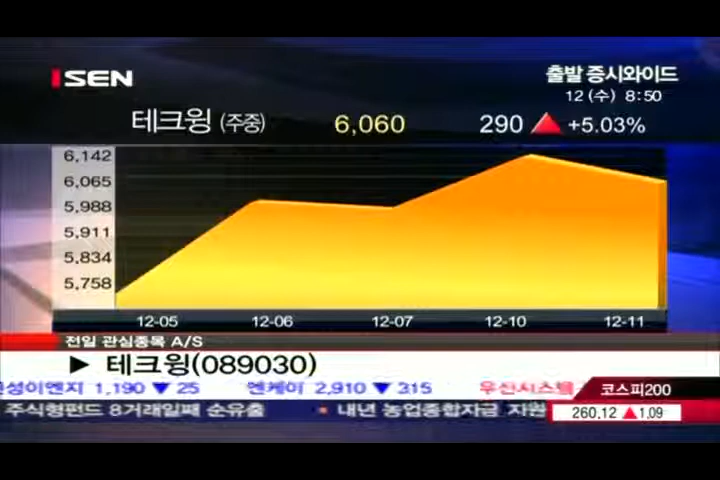 SEN
출발 증시와이드
12 (수) 8:50
테크윙 (주중) 6,060 290 ▲ +5.03%
6,142
6,065
5,988
5,911
5,834
5,758
12-05 12-06 12-07 12-10 12-11
전일 관심종목 A/S
▶ 테크윙(089030)
성이엔지 1,190 ▼ 25 엔케이 2,910 ▼ 315 우신시스템
코스피200
주식형펀드 8거래일째 순유출 ▪ 내년 농업종합자금 지원
260.12 ▲1.09